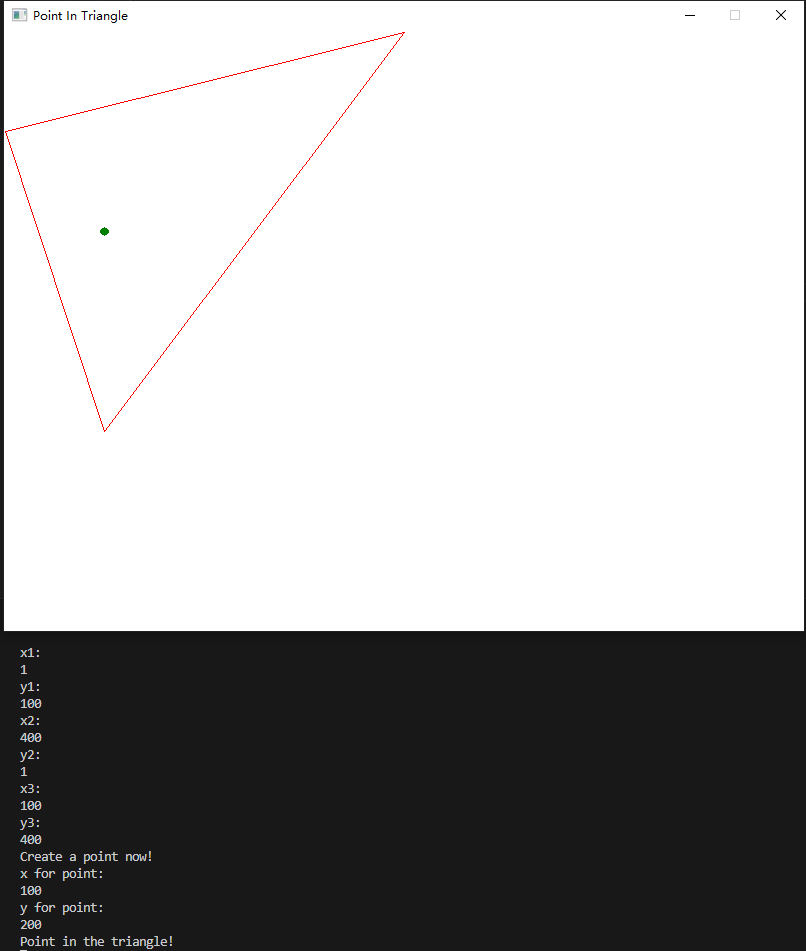 Point In Triangle
x1:
1
y1:
100
x2:
400
y2:
1
x3:
100
y3:
400
Create a point now!
x for point:
100
y for point:
200
Point in the triangle!